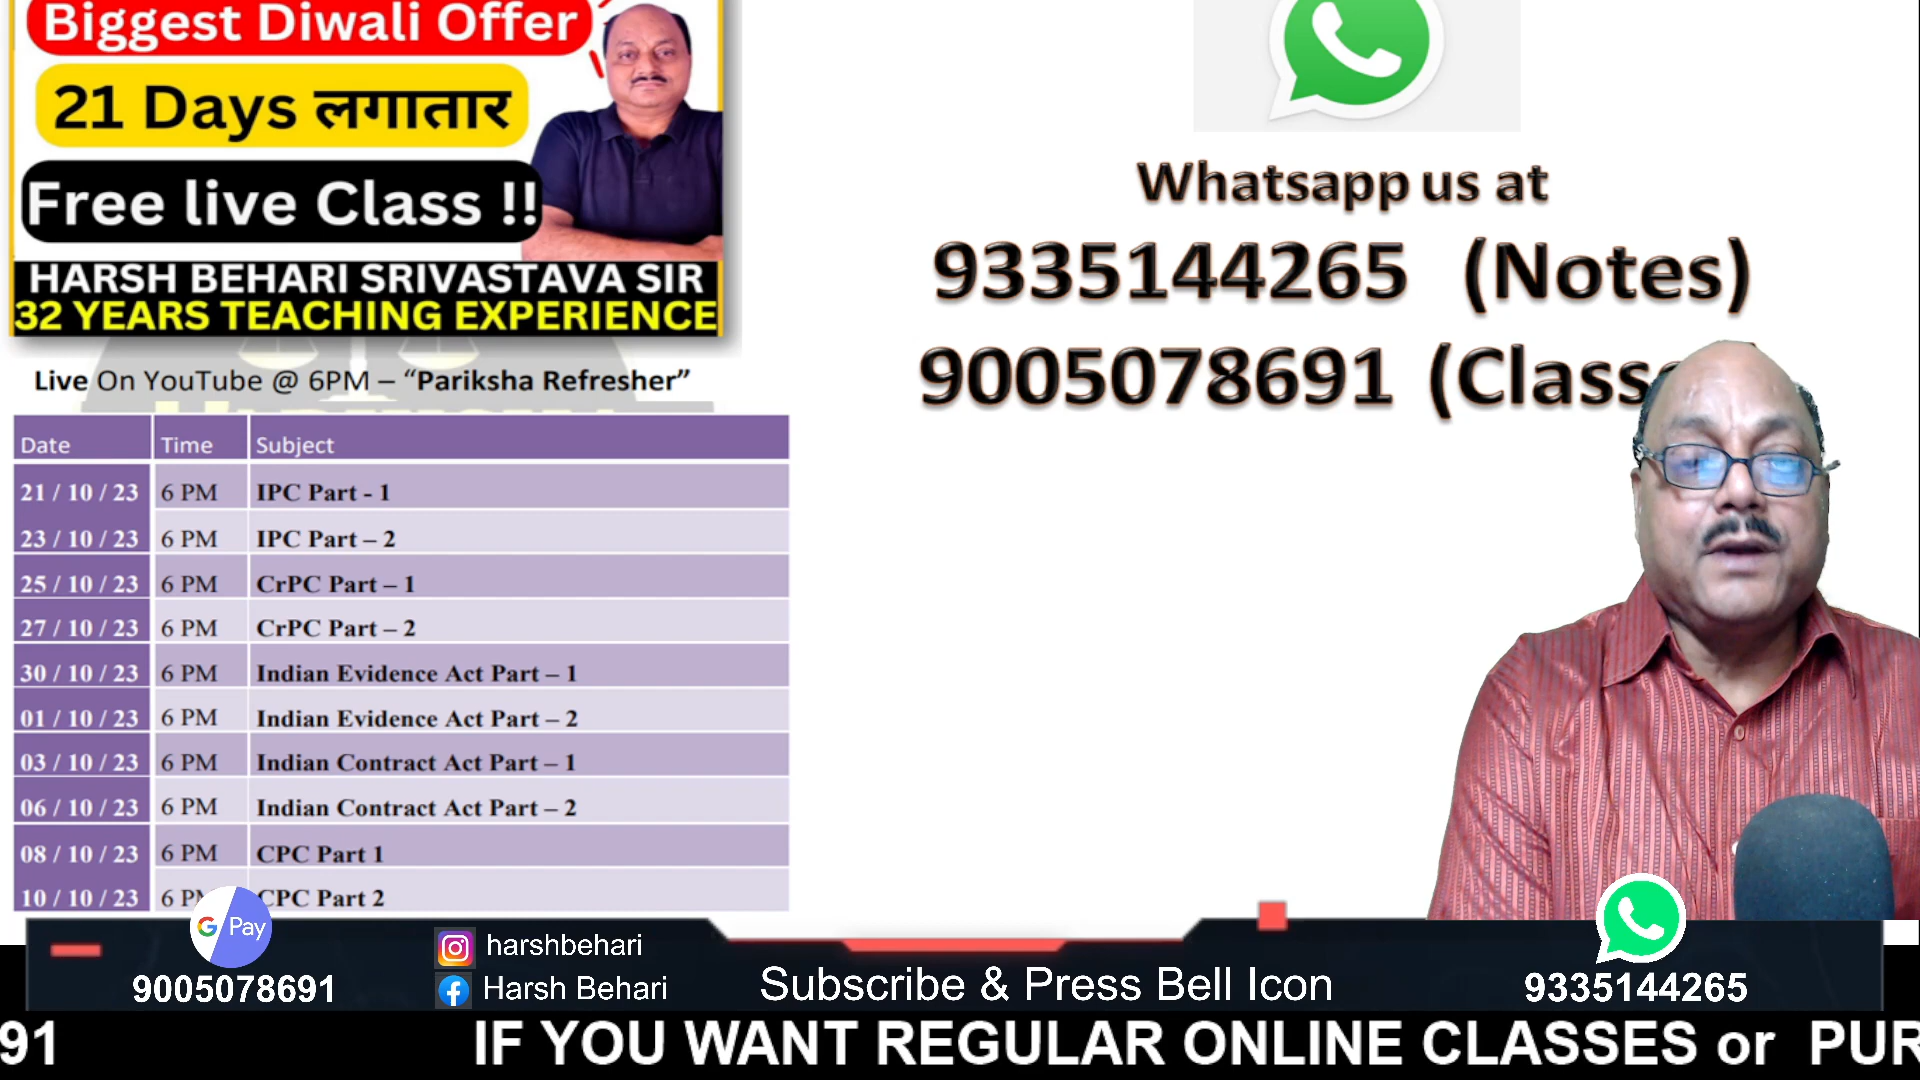 Biggest Diwali Offer
21 Days लगातार
Free live Class !!
HARSH BEHARI SRIVASTAVA SIR
32 YEARS TEACHING EXPERIENCE
Live On YouTube @ 6PM – “Pariksha Refresher”
Date Time Subject
21 / 10 / 23 6 PM IPC Part - 1
23 / 10 / 23 6 PM IPC Part – 2
25 / 10 / 23 6 PM CrPC Part – 1
27 / 10 / 23 6 PM CrPC Part – 2
30 / 10 / 23 6 PM Indian Evidence Act Part – 1
01 / 10 / 23 6 PM Indian Evidence Act Part – 2
03 / 10 / 23 6 PM Indian Contract Act Part – 1
06 / 10 / 23 6 PM Indian Contract Act Part – 2
08 / 10 / 23 6 PM CPC Part 1
10 / 10 / 23 6 PM CPC Part 2
Whatsapp us at
9335144265 (Notes)
9005078691 (Class
G Pay
9005078691
harshbehari
Harsh Behari
Subscribe & Press Bell Icon
9335144265
91 IF YOU WANT REGULAR ONLINE CLASSES or PUR